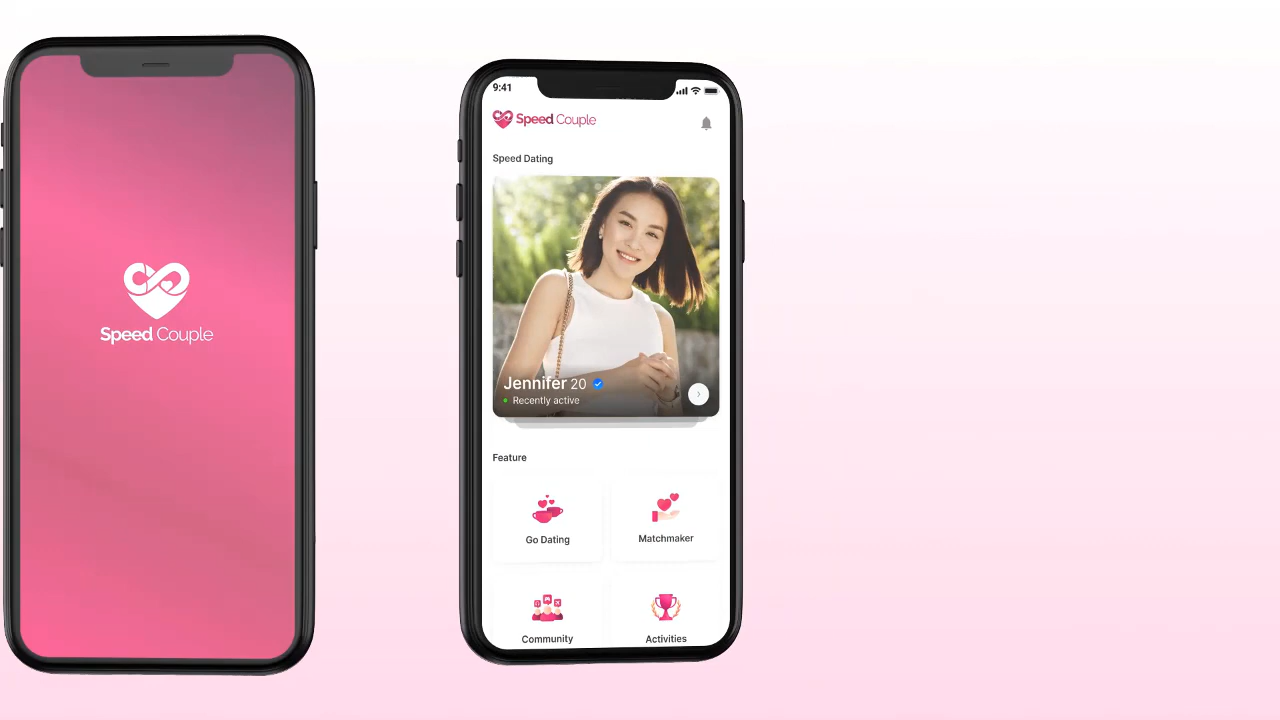 Speed Couple
9:41
Speed Couple
Speed Dating
Jennifer 20
Recently active
Feature
Go Dating
Matchmaker
Community
Activities